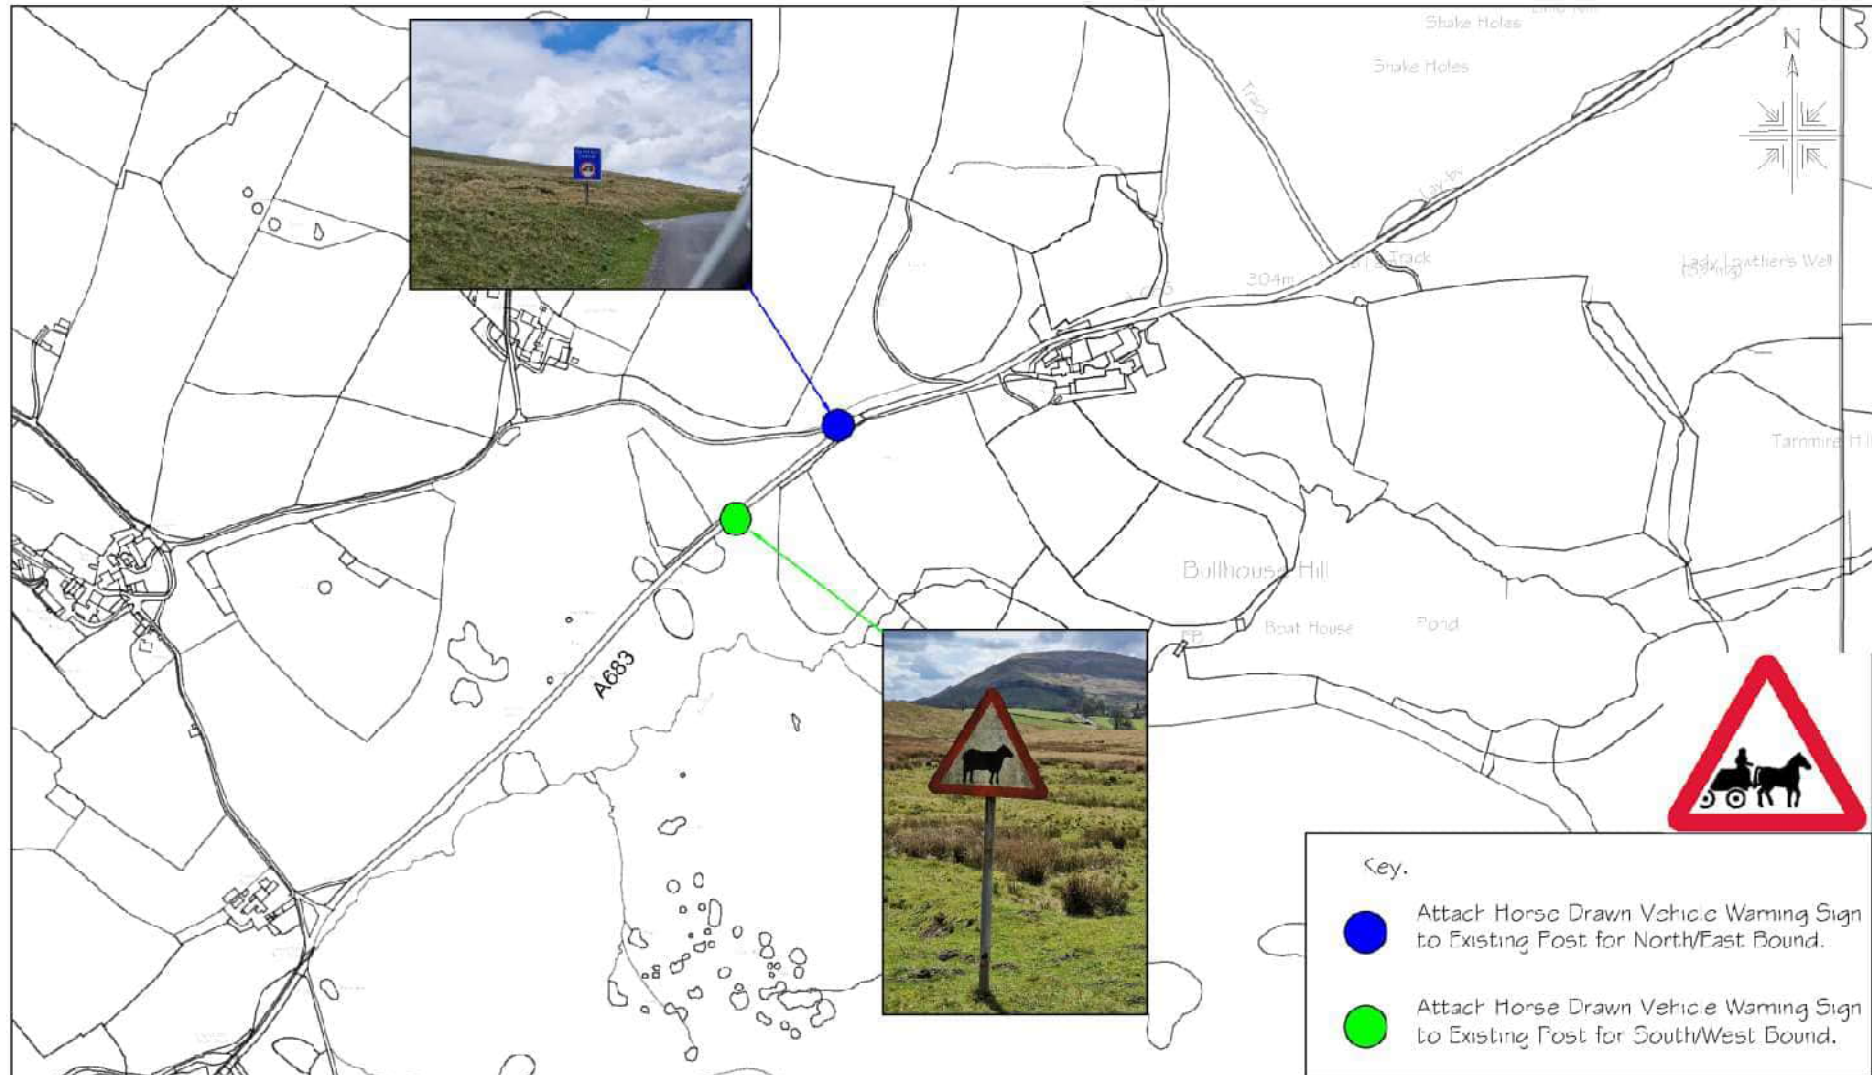 Shake Holes
N
Shake Holes
Track
Lay-by
Track
Lady Lowther's Well
304m
Tarnmire Hill
Bullhouse Hill
Boat House
Pond
FB
A683
Key.
Attach Horse Drawn Vehicle Warning Sign
to Existing Post for North/East Bound.
Attach Horse Drawn Vehicle Warning Sign
to Existing Post for South/West Bound.